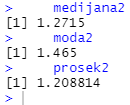 >     medijana2
[1] 1.2715
>     moda2
[1] 1.465
>     prosek2
[1] 1.208814
>